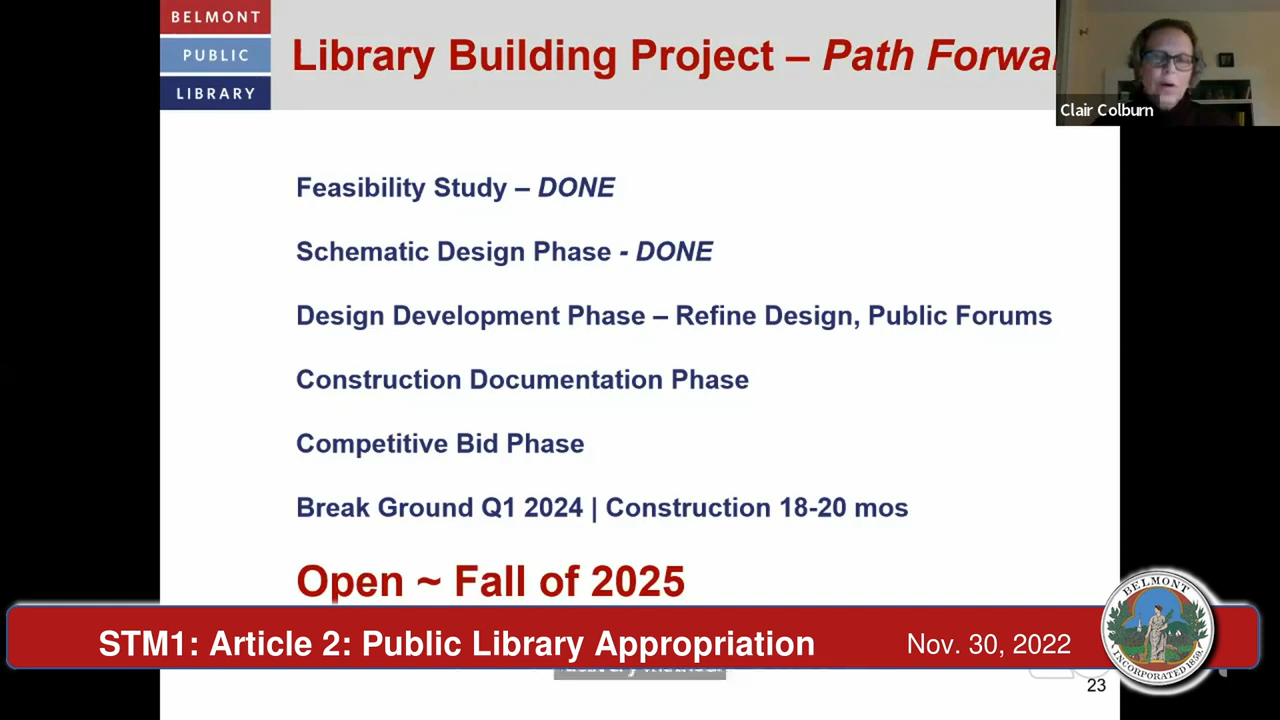 BELMONT
PUBLIC
LIBRARY
Library Building Project – Path Forwa
Clair Colburn
Feasibility Study – DONE
Schematic Design Phase - DONE
Design Development Phase – Refine Design, Public Forums
Construction Documentation Phase
Competitive Bid Phase
Break Ground Q1 2024 | Construction 18-20 mos
Open ~ Fall of 2025
STM1: Article 2: Public Library Appropriation
Nov. 30, 2022
BELMONT
INCORPORATED 1859
23